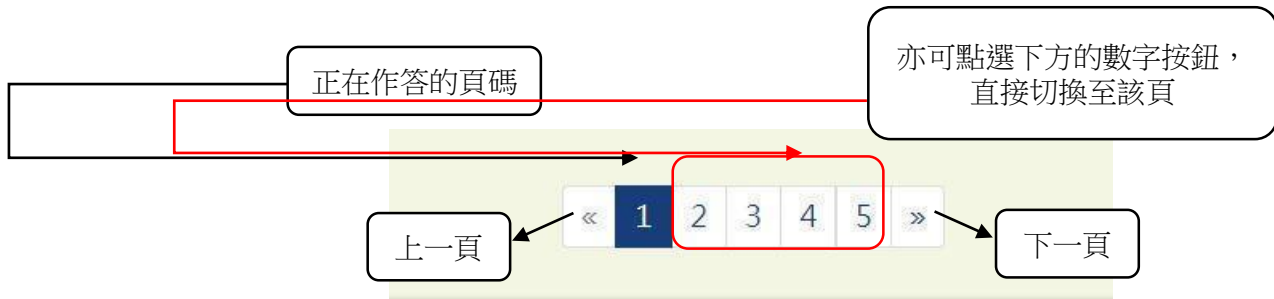 亦可點選下方的數字按鈕，
直接切換至該頁
正在作答的頁碼
« 1 2 3 4 5 »
上一頁
下一頁